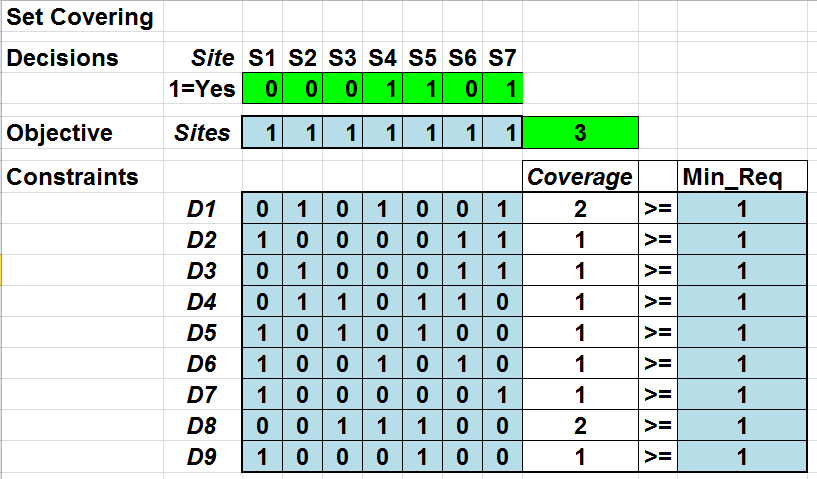 Set Covering
Decisions Site S1 S2 S3 S4 S5 S6 S7
1=Yes 0 0 0 1 1 0 1
Objective Sites 1 1 1 1 1 1 1 3
Constraints Coverage Min_Req
D1 0 1 0 1 0 0 1 2 >= 1
D2 1 0 0 0 0 1 1 1 >= 1
D3 0 1 0 0 0 1 1 1 >= 1
D4 0 1 1 0 1 1 0 1 >= 1
D5 1 0 1 0 1 0 0 1 >= 1
D6 1 0 0 1 0 1 0 1 >= 1
D7 1 0 0 0 0 0 1 1 >= 1
D8 0 0 1 1 1 0 0 2 >= 1
D9 1 0 0 0 1 0 0 1 >= 1